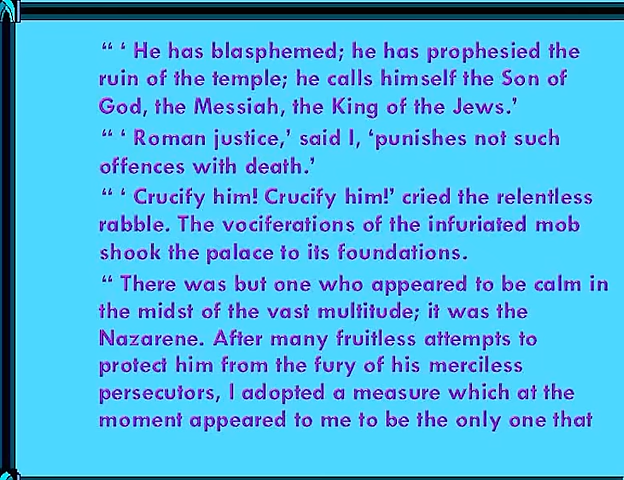 “ ‘ He has blasphemed; he has prophesied the
ruin of the temple; he calls himself the Son of
God, the Messiah, the King of the Jews.’
“ ‘ Roman justice,’ said I, ‘punishes not such
offences with death.’
“ ‘ Crucify him! Crucify him!’ cried the relentless
rabble. The vociferations of the infuriated mob
shook the palace to its foundations.
“ There was but one who appeared to be calm in
the midst of the vast multitude; it was the
Nazarene. After many fruitless attempts to
protect him from the fury of his merciless
persecutors, I adopted a measure which at the
moment appeared to me to be the only one that